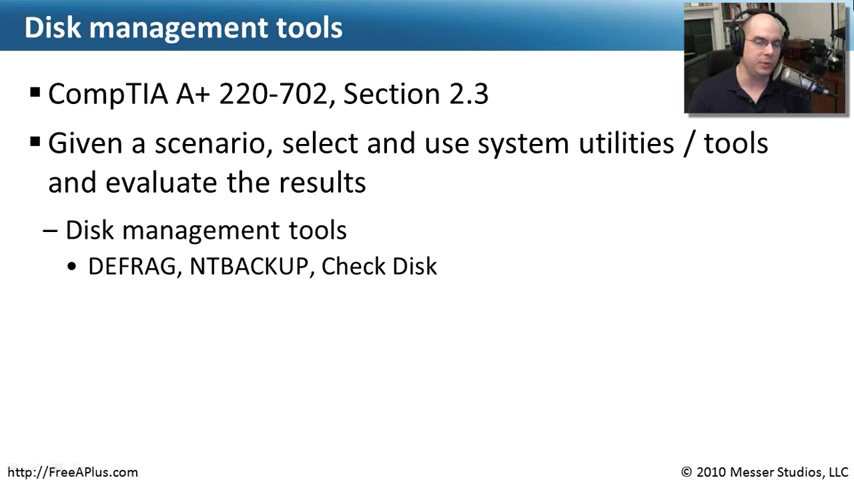 Disk management tools
▪ CompTIA A+ 220-702, Section 2.3
▪ Given a scenario, select and use system utilities / tools
and evaluate the results
– Disk management tools
• DEFRAG, NTBACKUP, Check Disk
http://FreeAPlus.com
© 2010 Messer Studios, LLC